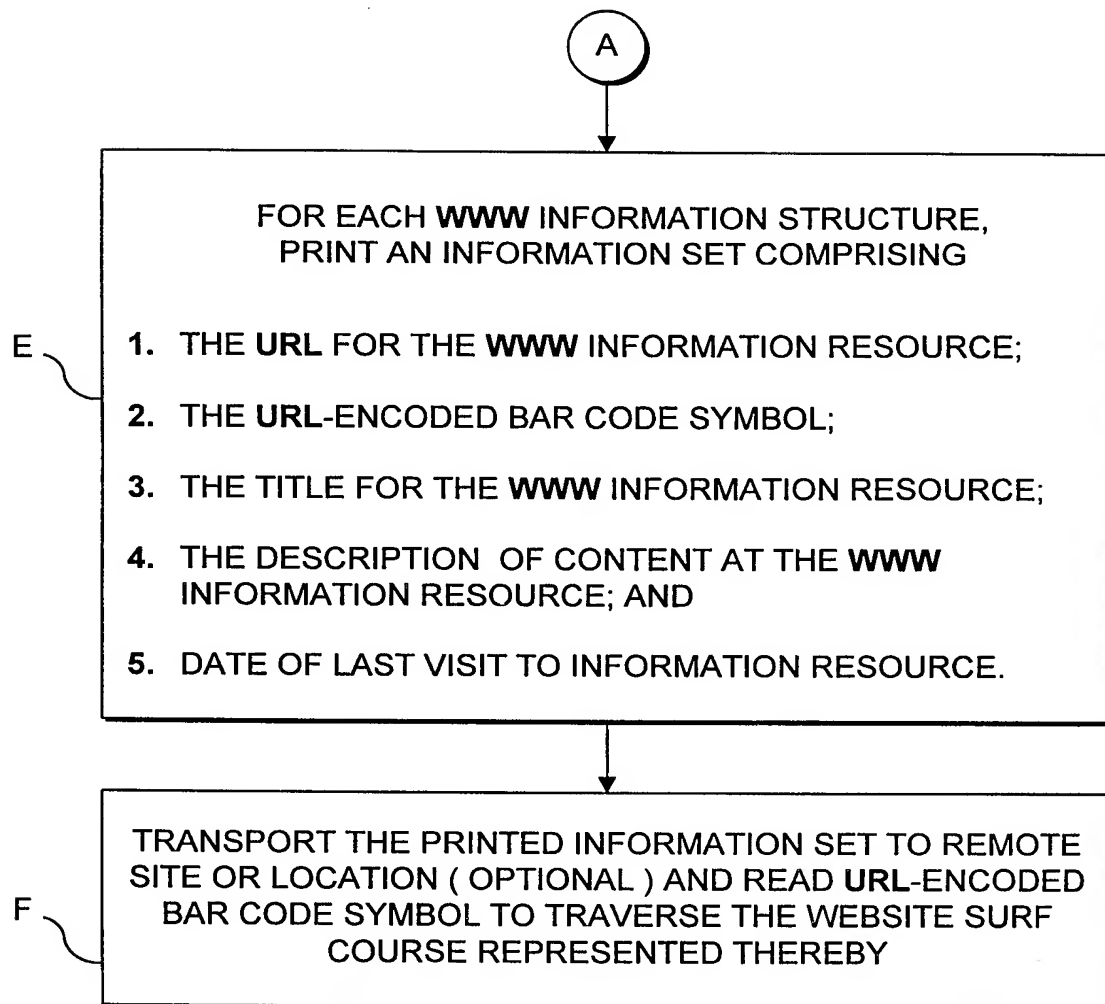 A
FOR EACH WWW INFORMATION STRUCTURE,
PRINT AN INFORMATION SET COMPRISING
E
1. THE URL FOR THE WWW INFORMATION RESOURCE;
2. THE URL-ENCODED BAR CODE SYMBOL;
3. THE TITLE FOR THE WWW INFORMATION RESOURCE;
4. THE DESCRIPTION OF CONTENT AT THE WWW
INFORMATION RESOURCE; AND
5. DATE OF LAST VISIT TO INFORMATION RESOURCE.
F
TRANSPORT THE PRINTED INFORMATION SET TO REMOTE
SITE OR LOCATION ( OPTIONAL ) AND READ URL-ENCODED
BAR CODE SYMBOL TO TRAVERSE THE WEBSITE SURF
COURSE REPRESENTED THEREBY